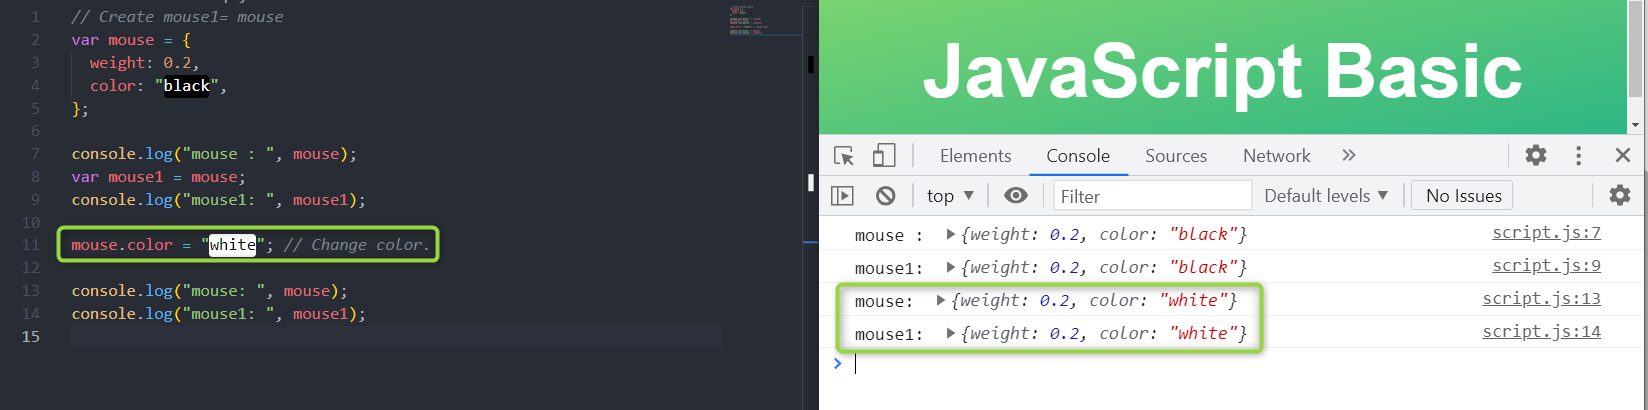 1 // Create mouse1= mouse
2 var mouse = {
3 weight: 0.2,
4 color: "black",
5 };
6
7 console.log("mouse : ", mouse);
8 var mouse1 = mouse;
9 console.log("mouse1: ", mouse1);
10
11 mouse.color = "white"; // Change color.
12
13 console.log("mouse: ", mouse);
14 console.log("mouse1: ", mouse1);
15
JavaScript Basic
Elements Console Sources Network »
top ▼ Filter Default levels ▼ No Issues
mouse : ▶{weight: 0.2, color: "black"} script.js:7
mouse1: ▶{weight: 0.2, color: "black"} script.js:9
mouse: ▶{weight: 0.2, color: "white"} script.js:13
mouse1: ▶{weight: 0.2, color: "white"} script.js:14
>